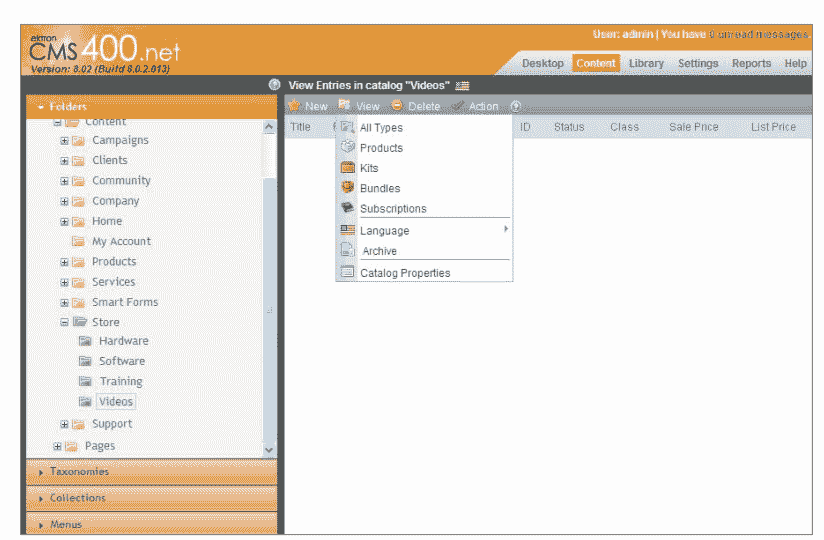 ektron
CMS400.net
Version: 8.02 (Build 8.0.2.013)
User: admin | You have 0 unread messages
Desktop Content Library Settings Reports Help
View Entries in catalog "Videos"
Folders
New View Delete Action
Title ID Status Class Sale Price List Price
All Types
Products
Kits
Bundles
Subscriptions
Language
Archive
Catalog Properties
Content
Campaigns
Clients
Community
Company
Home
My Account
Products
Services
Smart Forms
Store
Hardware
Software
Training
Videos
Support
Pages
Taxonomies
Collections
Menus